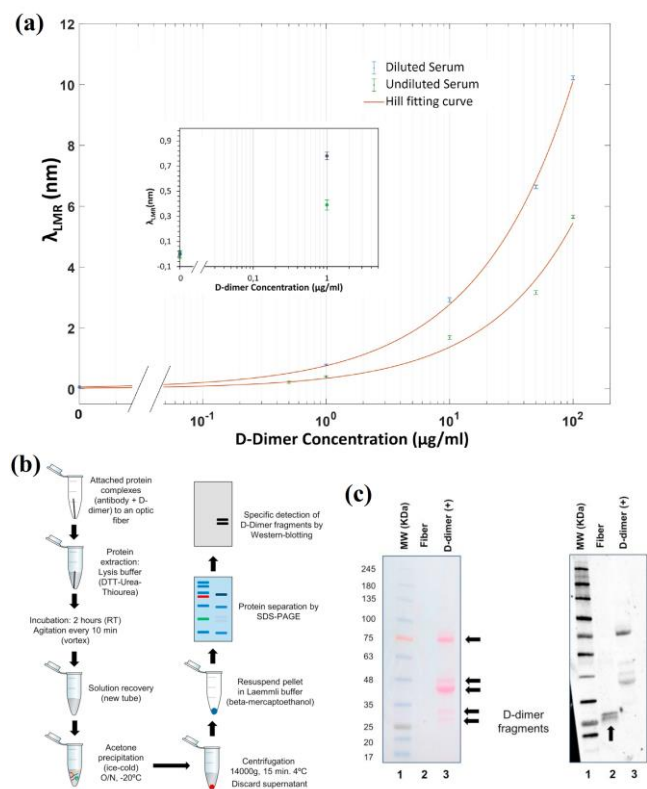 (a)
12
10
8
6
4
2
0
λLMR (nm)
Diluted Serum
Undiluted Serum
Hill fitting curve
0,9
0,7
0,5
0,3
0,1
-0,1
λLMR(nm)
0
0,1
1
D-dimer Concentration (µg/ml)
0
10-1
100
101
102
D-Dimer Concentration (µg/ml)
(b)
Attached protein
complexes
(antibody + D-
dimer) to an optic
fiber
Protein
extraction:
Lysis buffer
(DTT-Urea-
Thiourea)
Incubation: 2 hours (RT)
Agitation every 10 min
(vortex)
Solution recovery
(new tube)
Acetone
precipitation
(ice-cold)
O/N, -20ºC
Specific detection of
D-Dimer fragments by
Western-blotting
Protein separation by
SDS-PAGE
Resuspend pellet
in Laemmli buffer
(beta-mercaptoethanol)
Centrifugation
14000g, 15 min. 4ºC
Discard supernatant
(c)
MW (KDa)
Fiber
D-dimer (+)
245
180
135
100
75
63
48
35
25
20
17
1 2 3
D-dimer
fragments
MW (KDa)
Fiber
D-dimer (+)
1 2 3